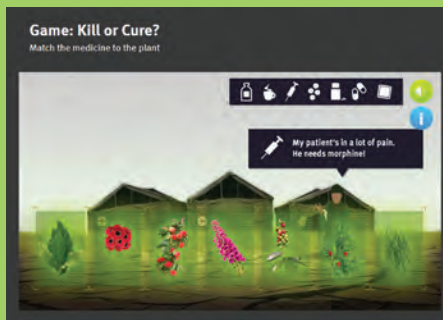 Game: Kill or Cure?
Match the medicine to the plant
My patient's in a lot of pain.
He needs morphine!
i